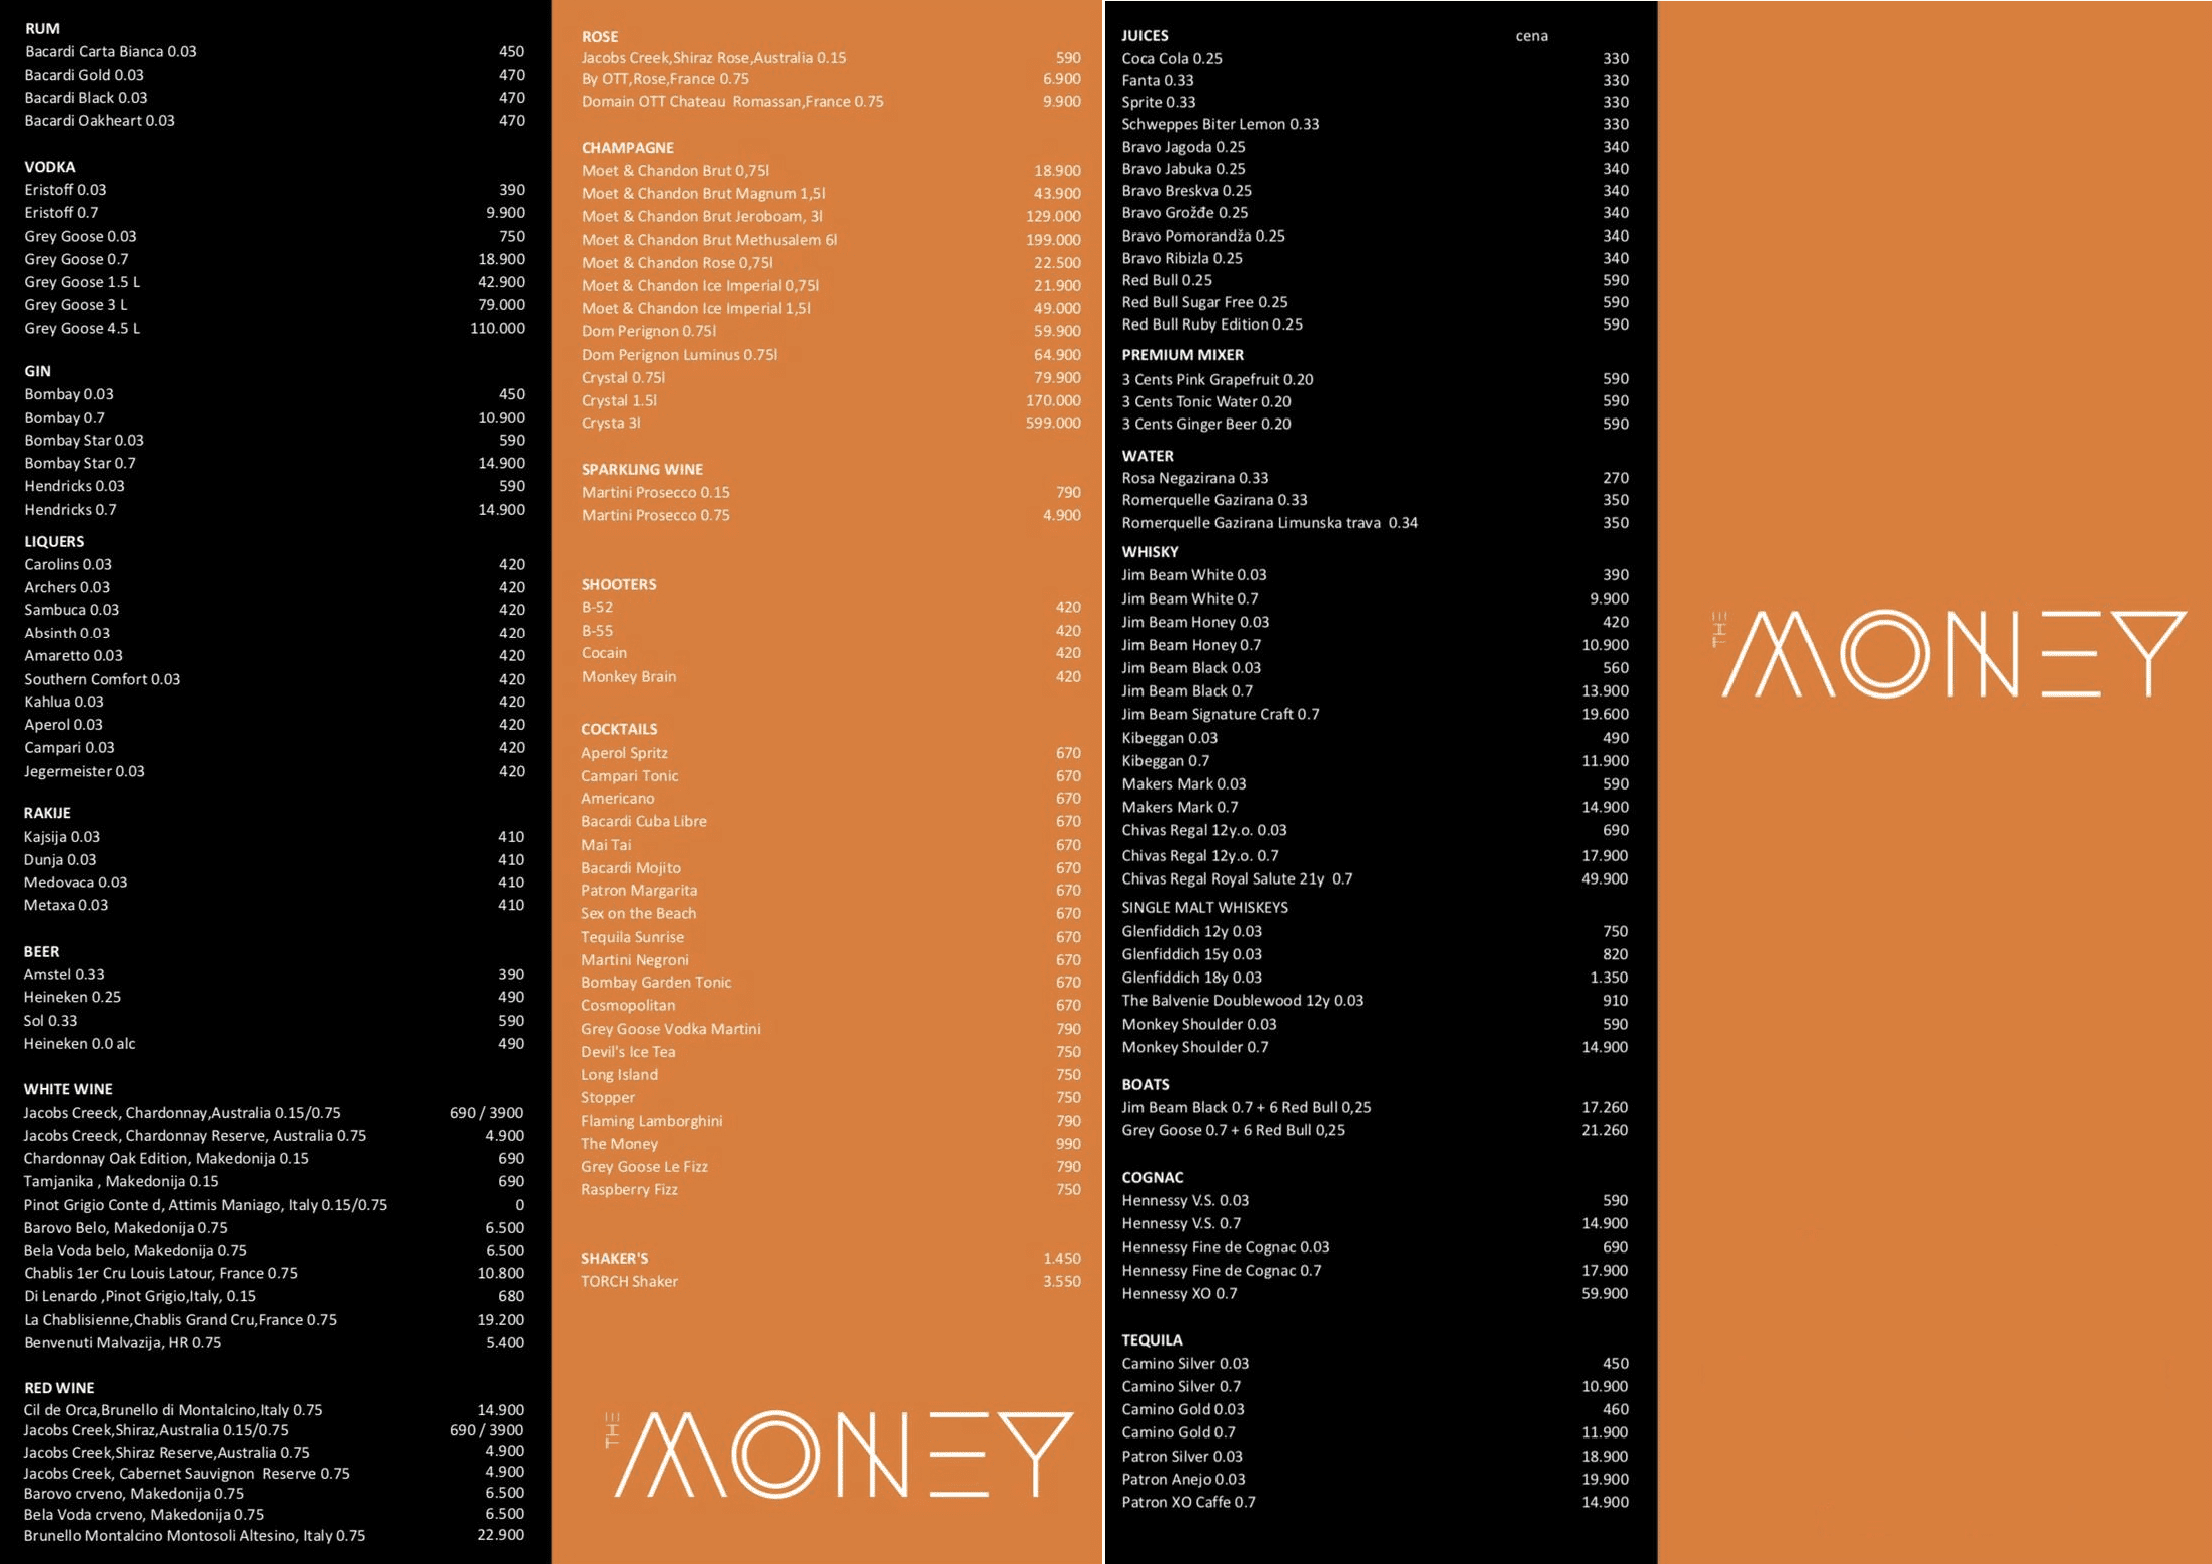 RUM
Bacardi Carta Bianca 0.03 450
Bacardi Gold 0.03 470
Bacardi Black 0.03 470
Bacardi Oakheart 0.03 470
VODKA
Eristoff 0.03 390
Eristoff 0.7 9.900
Grey Goose 0.03 750
Grey Goose 0.7 18.900
Grey Goose 1.5 L 42.900
Grey Goose 3 L 79.000
Grey Goose 4.5 L 110.000
GIN
Bombay 0.03 450
Bombay 0.7 10.900
Bombay Star 0.03 590
Bombay Star 0.7 14.900
Hendricks 0.03 590
Hendricks 0.7 14.900
LIQUERS
Carolins 0.03 420
Archers 0.03 420
Sambuca 0.03 420
Absinth 0.03 420
Amaretto 0.03 420
Southern Comfort 0.03 420
Kahlua 0.03 420
Aperol 0.03 420
Campari 0.03 420
Jegermeister 0.03 420
RAKIJE
Kajsija 0.03 410
Dunja 0.03 410
Medovaca 0.03 410
Metaxa 0.03 410
BEER
Amstel 0.33 390
Heineken 0.25 490
Sol 0.33 590
Heineken 0.0 alc 490
WHITE WINE
Jacobs Creeck, Chardonnay,Australia 0.15/0.75 690 / 3900
Jacobs Creeck, Chardonnay Reserve, Australia 0.75 4.900
Chardonnay Oak Edition, Makedonija 0.15 690
Tamjanika , Makedonija 0.15 690
Pinot Grigio Conte d, Attimis Maniago, Italy 0.15/0.75 0
Barovo Belo, Makedonija 0.75 6.500
Bela Voda belo, Makedonija 0.75 6.500
Chablis 1er Cru Louis Latour, France 0.75 10.800
Di Lenardo ,Pinot Grigio,Italy, 0.15 680
La Chablisienne,Chablis Grand Cru,France 0.75 19.200
Benvenuti Malvazija, HR 0.75 5.400
RED WINE
Cil de Orca,Brunello di Montalcino,Italy 0.75 14.900
Jacobs Creek,Shiraz,Australia 0.15/0.75 690 / 3900
Jacobs Creek,Shiraz Reserve,Australia 0.75 4.900
Jacobs Creek, Cabernet Sauvignon Reserve 0.75 4.900
Barovo crveno, Makedonija 0.75 6.500
Bela Voda crveno, Makedonija 0.75 6.500
Brunello Montalcino Montosoli Altesino, Italy 0.75 22.900
ROSE
Jacobs Creek,Shiraz Rose,Australia 0.15 590
By OTT,Rose,France 0.75 6.900
Domain OTT Chateau Romassan,France 0.75 9.900
CHAMPAGNE
Moet & Chandon Brut 0,75l 18.900
Moet & Chandon Brut Magnum 1,5l 43.900
Moet & Chandon Brut Jeroboam, 3l 129.000
Moet & Chandon Brut Methusalem 6l 199.000
Moet & Chandon Rose 0,75l 22.500
Moet & Chandon Ice Imperial 0,75l 21.900
Moet & Chandon Ice Imperial 1,5l 49.000
Dom Perignon 0.75l 59.900
Dom Perignon Luminus 0.75l 64.900
Crystal 0.75l 79.900
Crystal 1.5l 170.000
Crysta 3l 599.000
SPARKLING WINE
Martini Prosecco 0.15 790
Martini Prosecco 0.75 4.900
SHOOTERS
B-52 420
B-55 420
Cocain 420
Monkey Brain 420
COCKTAILS
Aperol Spritz 670
Campari Tonic 670
Americano 670
Bacardi Cuba Libre 670
Mai Tai 670
Bacardi Mojito 670
Patron Margarita 670
Sex on the Beach 670
Tequila Sunrise 670
Martini Negroni 670
Bombay Garden Tonic 670
Cosmopolitan 670
Grey Goose Vodka Martini 790
Devil's Ice Tea 750
Long Island 750
Stopper 750
Flaming Lamborghini 790
The Money 990
Grey Goose Le Fizz 790
Raspberry Fizz 750
SHAKER'S 1.450
TORCH Shaker 3.550
THE MONEY
JUICES cena
Coca Cola 0.25 330
Fanta 0.33 330
Sprite 0.33 330
Schweppes Biter Lemon 0.33 330
Bravo Jagoda 0.25 340
Bravo Jabuka 0.25 340
Bravo Breskva 0.25 340
Bravo Grožđe 0.25 340
Bravo Pomorandža 0.25 340
Bravo Ribizla 0.25 340
Red Bull 0.25 590
Red Bull Sugar Free 0.25 590
Red Bull Ruby Edition 0.25 590
PREMIUM MIXER
3 Cents Pink Grapefruit 0.20 590
3 Cents Tonic Water 0.20 590
3 Cents Ginger Beer 0.20 590
WATER
Rosa Negazirana 0.33 270
Romerquelle Gazirana 0.33 350
Romerquelle Gazirana Limunska trava 0.34 350
WHISKY
Jim Beam White 0.03 390
Jim Beam White 0.7 9.900
Jim Beam Honey 0.03 420
Jim Beam Honey 0.7 10.900
Jim Beam Black 0.03 560
Jim Beam Black 0.7 13.900
Jim Beam Signature Craft 0.7 19.600
Kibeggan 0.03 490
Kibeggan 0.7 11.900
Makers Mark 0.03 590
Makers Mark 0.7 14.900
Chivas Regal 12y.o. 0.03 690
Chivas Regal 12y.o. 0.7 17.900
Chivas Regal Royal Salute 21y 0.7 49.900
SINGLE MALT WHISKEYS
Glenfiddich 12y 0.03 750
Glenfiddich 15y 0.03 820
Glenfiddich 18y 0.03 1.350
The Balvenie Doublewood 12y 0.03 910
Monkey Shoulder 0.03 590
Monkey Shoulder 0.7 14.900
BOATS
Jim Beam Black 0.7 + 6 Red Bull 0,25 17.260
Grey Goose 0.7 + 6 Red Bull 0,25 21.260
COGNAC
Hennessy V.S. 0.03 590
Hennessy V.S. 0.7 14.900
Hennessy Fine de Cognac 0.03 690
Hennessy Fine de Cognac 0.7 17.900
Hennessy XO 0.7 59.900
TEQUILA
Camino Silver 0.03 450
Camino Silver 0.7 10.900
Camino Gold 0.03 460
Camino Gold 0.7 11.900
Patron Silver 0.03 18.900
Patron Anejo 0.03 19.900
Patron XO Caffe 0.7 14.900
THE MONEY